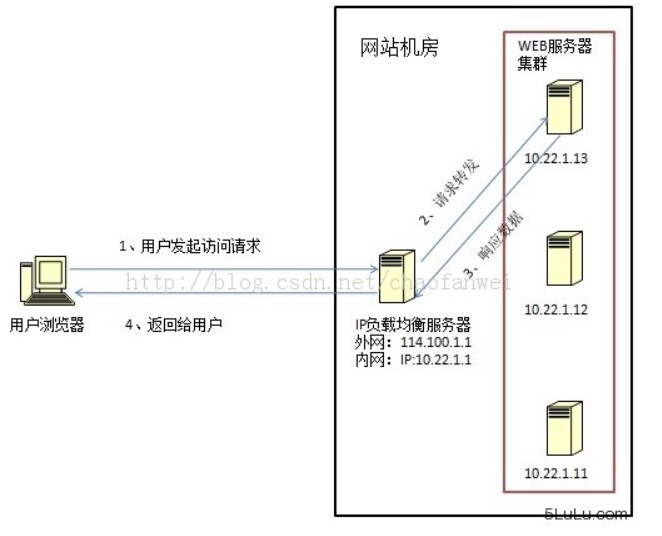 网站机房
WEB服务器
集群
10.22.1.13
2、请求转发
3、响应数据
1、用户发起访问请求
http://blog.csdn.net/chaofanwei
用户浏览器
4、返回给用户
IP负载均衡服务器
外网：114.100.1.1
内网：IP:10.22.1.1
10.22.1.12
10.22.1.11
5LuLu.com